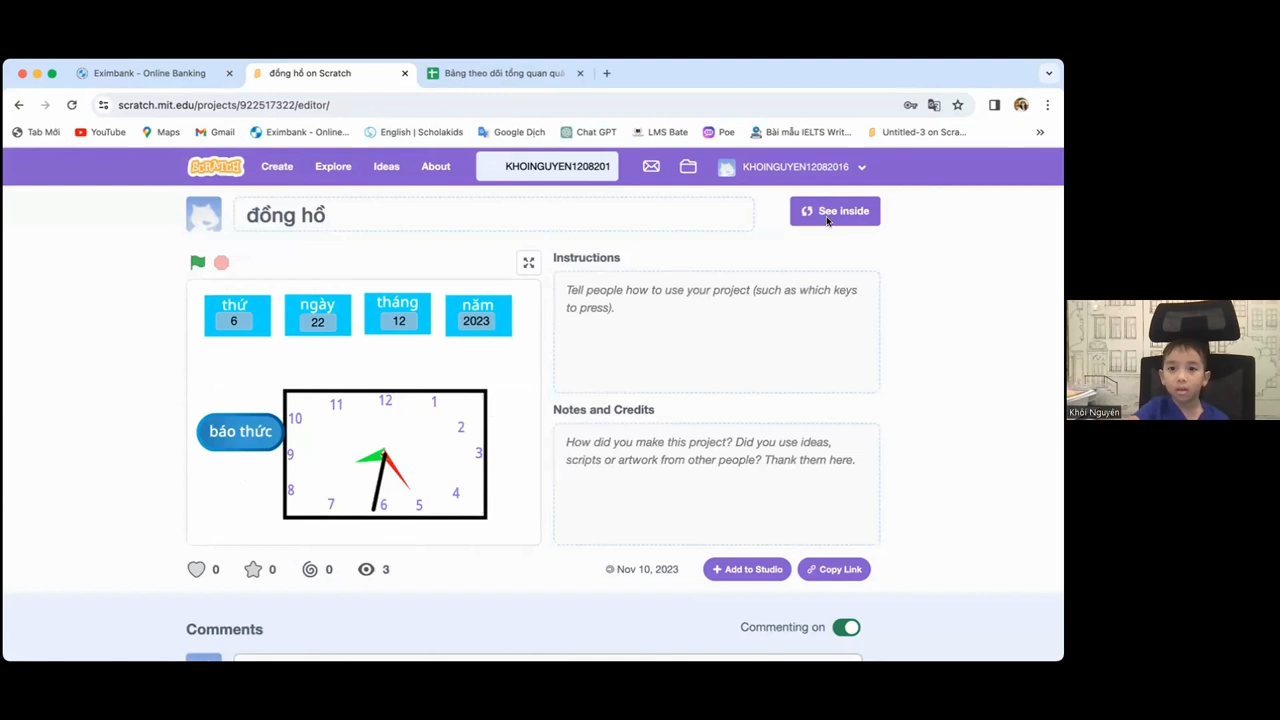 Eximbank - Online Banking
đồng hồ on Scratch
Bảng theo dõi tổng quan quá
scratch.mit.edu/projects/922517322/editor/
Tab Mới
YouTube
Maps
Gmail
Eximbank - Online...
English | Scholakids
Google Dịch
Chat GPT
LMS Bate
Poe
Bài mẫu IELTS Writ...
Untitled-3 on Scra...
SCRATCH
Create
Explore
Ideas
About
KHOINGUYEN1208201
KHOINGUYEN12082016
đồng hồ
See inside
thứ
6
ngày
22
tháng
12
năm
2023
báo thức
12
1
2
3
4
5
6
7
8
9
10
11
Instructions
Tell people how to use your project (such as which keys
to press).
Notes and Credits
How did you make this project? Did you use ideas,
scripts or artwork from other people? Thank them here.
0
0
0
3
Nov 10, 2023
Add to Studio
Copy Link
Comments
Commenting on
Khôi Nguyên